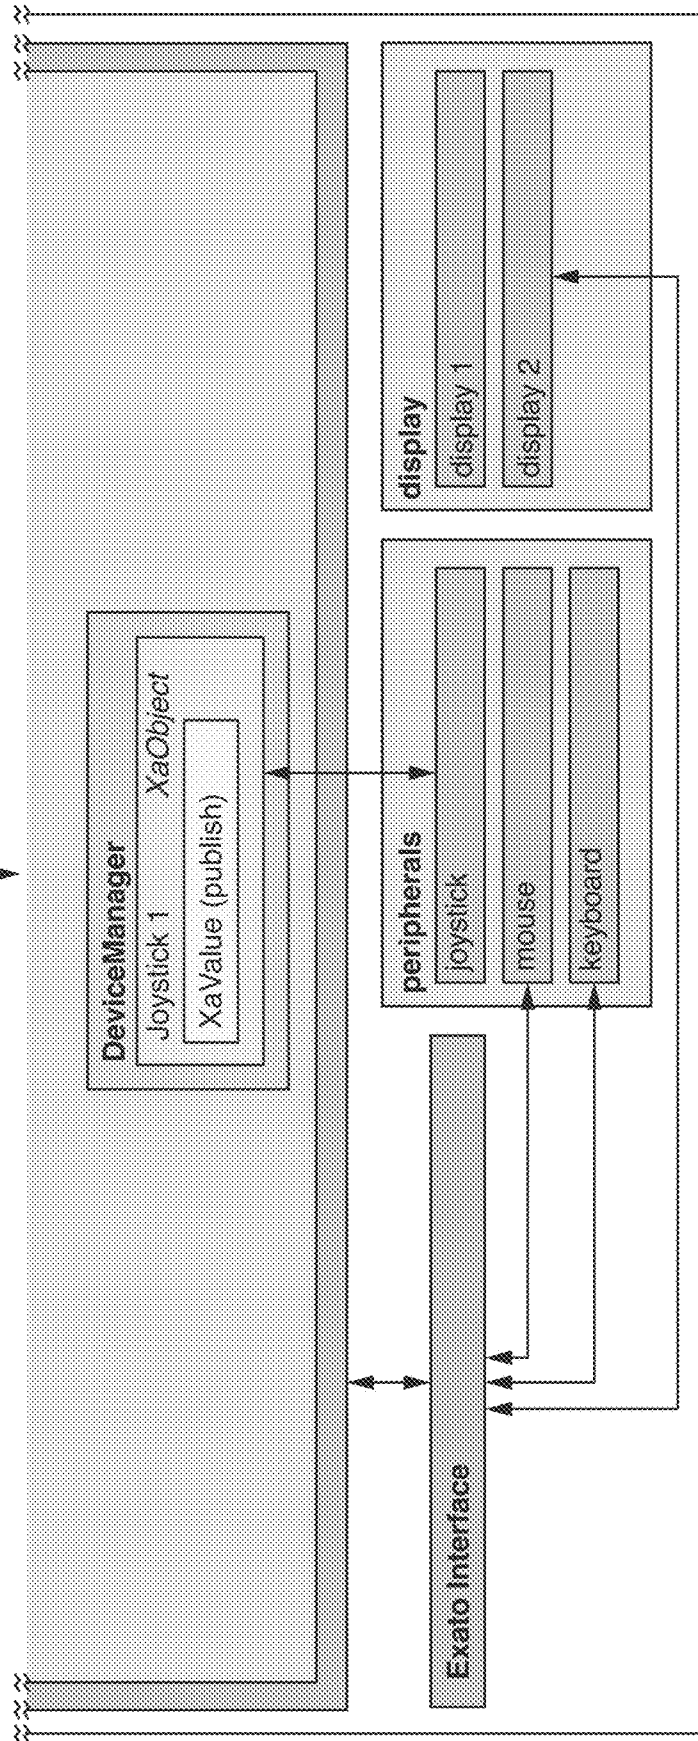 DeviceManager
Joystick 1
XaObject
XaValue (publish)
Exato Interface
peripherals
joystick
mouse
keyboard
display
display 1
display 2